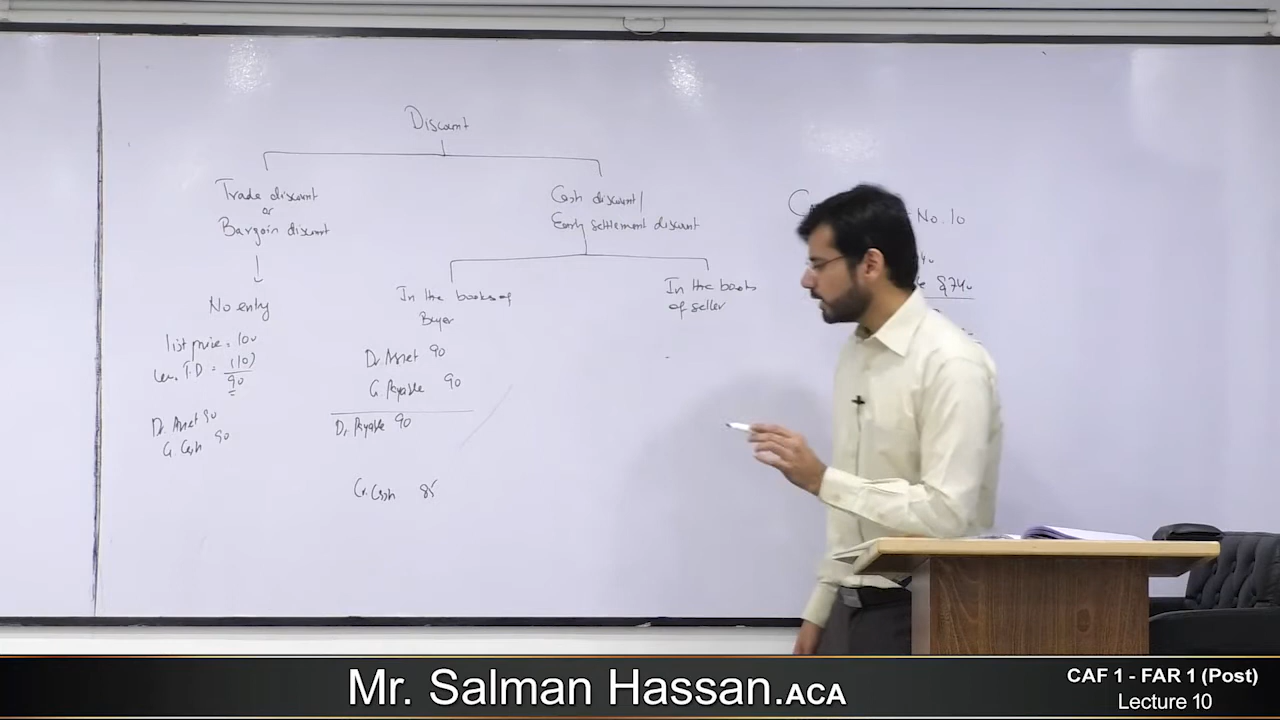 Discount
Trade discount
or
Bargain discount
No entry
list price = 100
Less. T.D = (10)
90
Dr. Asset 90
Cr. Cash 90
Cash discount /
Early settlement discount
In the books of
Buyer
Dr. Asset 90
Cr. Payable 90
Dr. Payable 90
Cr. Cash 85
In the books
of seller
No. 10
Mr. Salman Hassan.ACA
CAF 1 - FAR 1 (Post)
Lecture 10